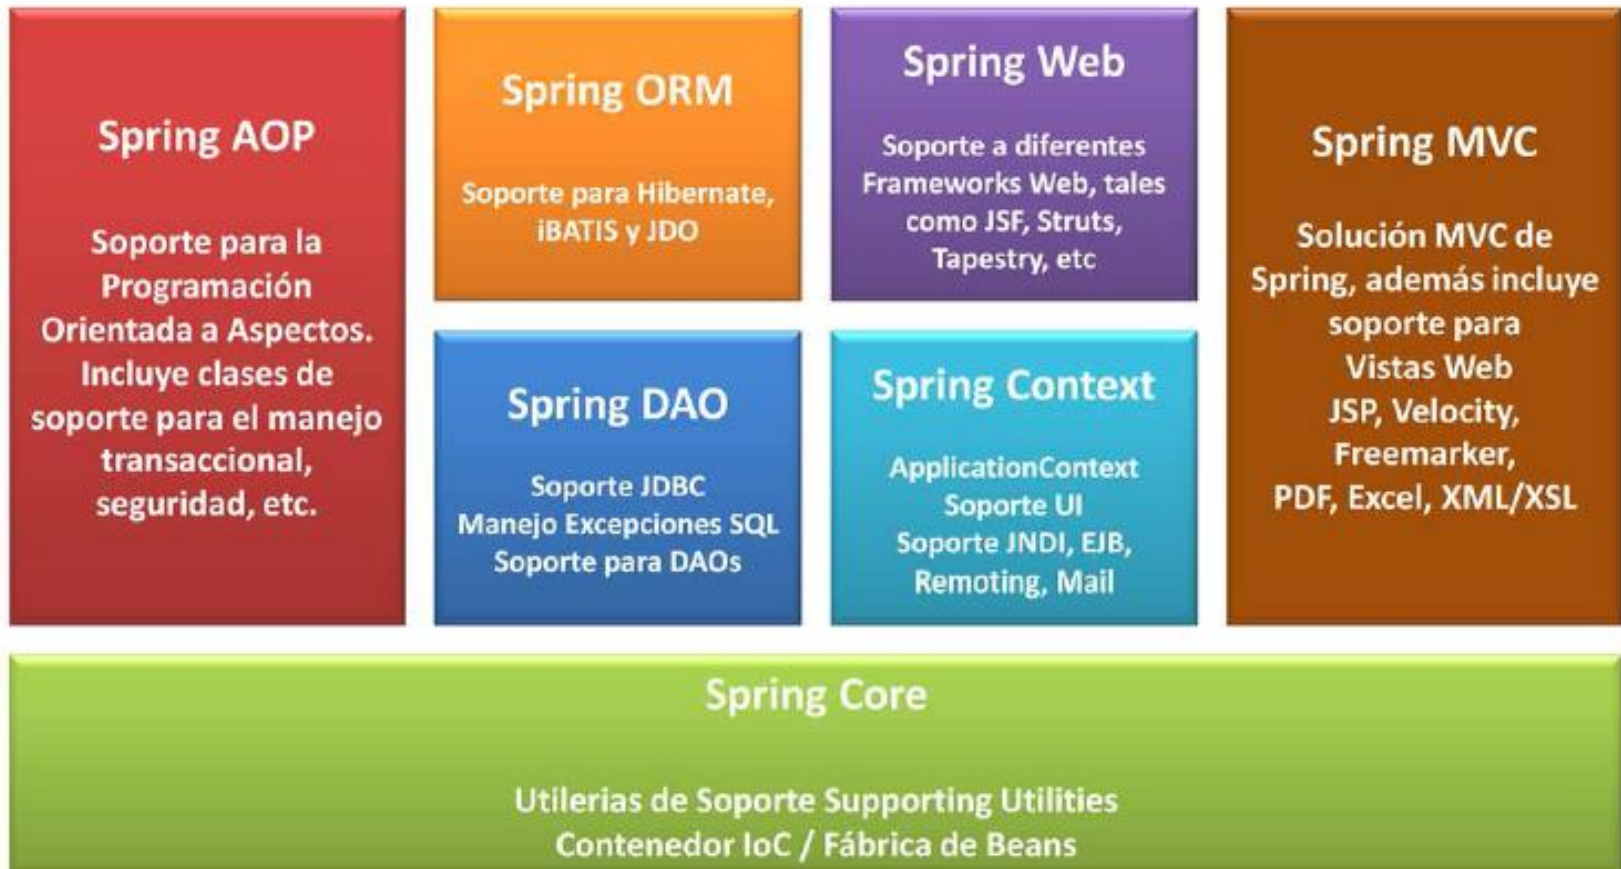 Spring AOP
Soporte para la
Programación
Orientada a Aspectos.
Incluye clases de
soporte para el manejo
transaccional,
seguridad, etc.
Spring ORM
Soporte para Hibernate,
iBATIS y JDO
Spring Web
Soporte a diferentes
Frameworks Web, tales
como JSF, Struts,
Tapestry, etc
Spring DAO
Soporte JDBC
Manejo Excepciones SQL
Soporte para DAOs
Spring Context
ApplicationContext
Soporte UI
Soporte JNDI, EJB,
Remoting, Mail
Spring MVC
Solución MVC de
Spring, además incluye
soporte para
Vistas Web
JSP, Velocity,
Freemarker,
PDF, Excel, XML/XSL
Spring Core
Utilerias de Soporte Supporting Utilities
Contenedor IoC / Fábrica de Beans